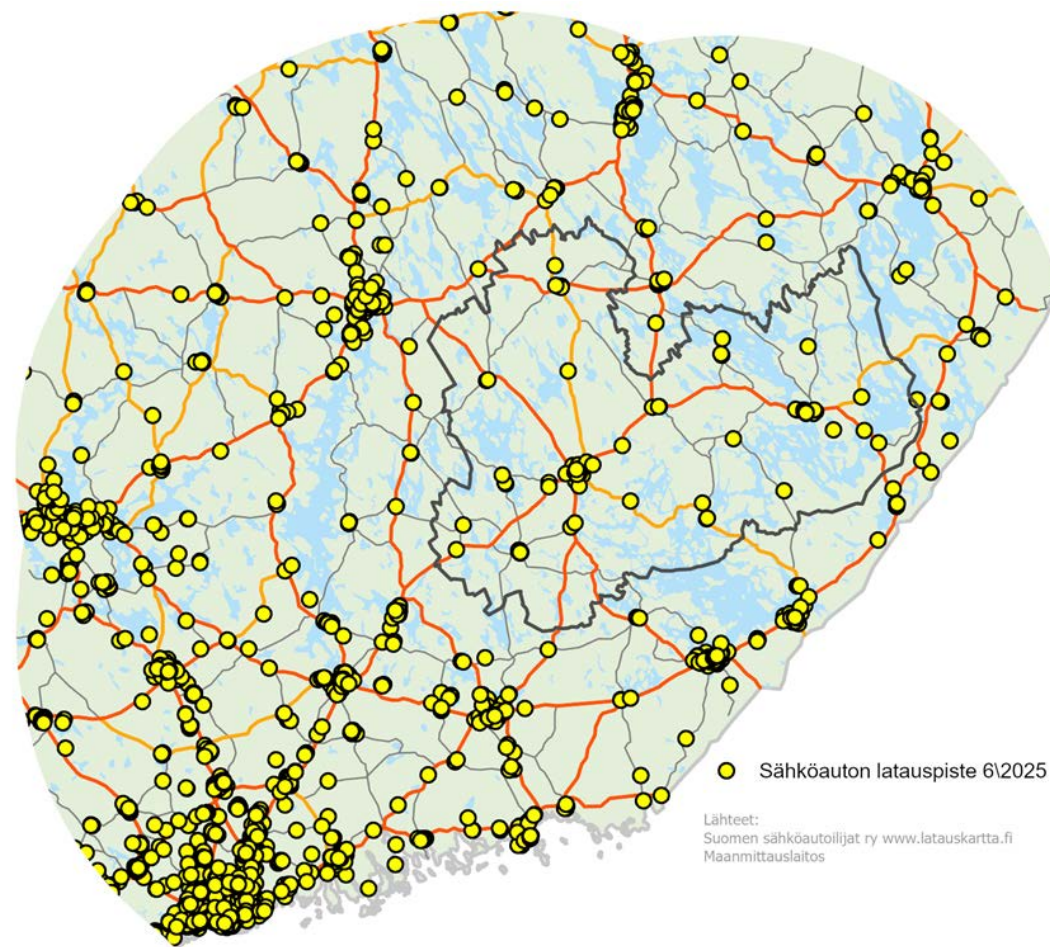 Sähköauton latauspiste 6\2025
Lähteet:
Suomen sähköautoilijat ry www.latauskartta.fi
Maanmittauslaitos